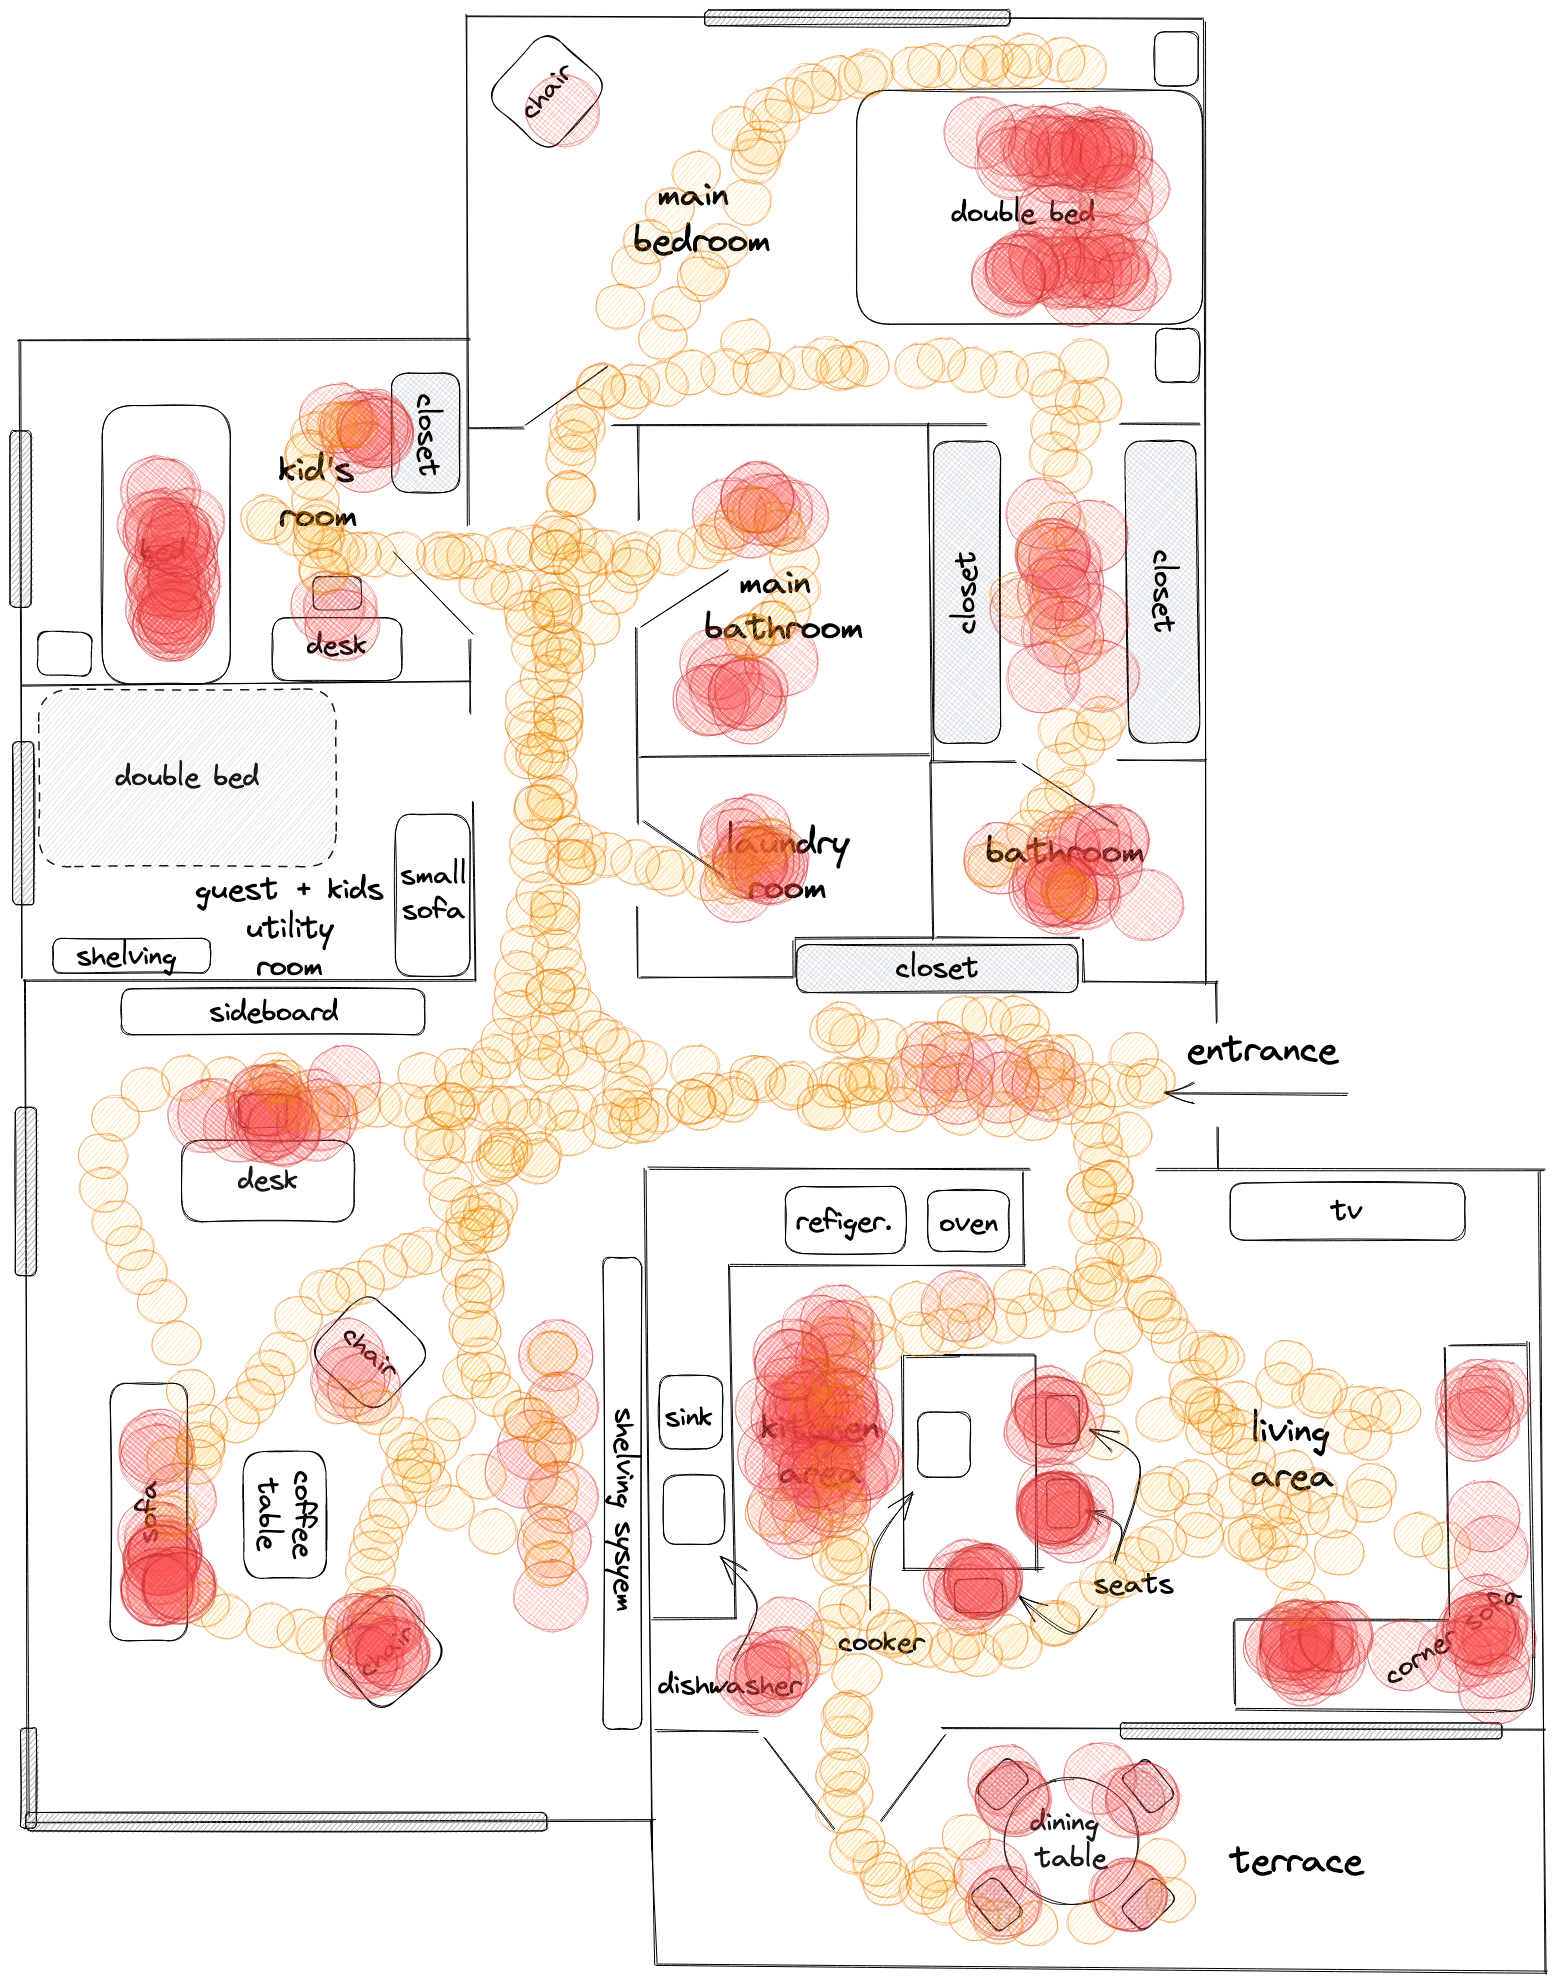 chair
main
bedroom
double bed
closet
kid's
room
bed
desk
main
bathroom
closet
closet
double bed
small
sofa
guest + kids
utility
room
shelving
laundry
room
bathroom
closet
sideboard
entrance
desk
refiger.
oven
tv
chair
sofa
coffee
table
chair
shelving sysyem
sink
kitchen
area
living
area
seats
cooker
dishwasher
corner sofa
dining
table
terrace